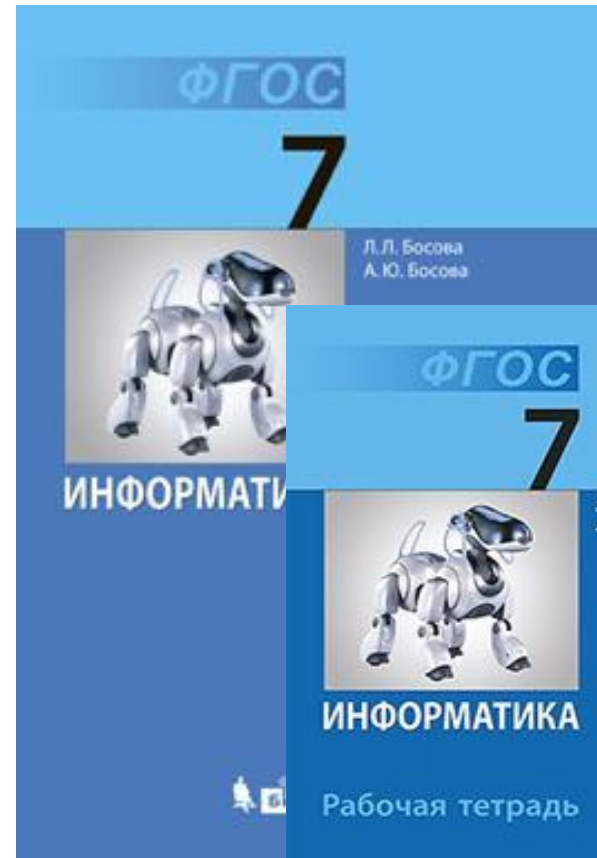 ФГОС
7
Л.Л. Босова
А.Ю. Босова
ИНФОРМАТИ
ФГОС
7
ИНФОРМАТИКА
Рабочая тетрадь